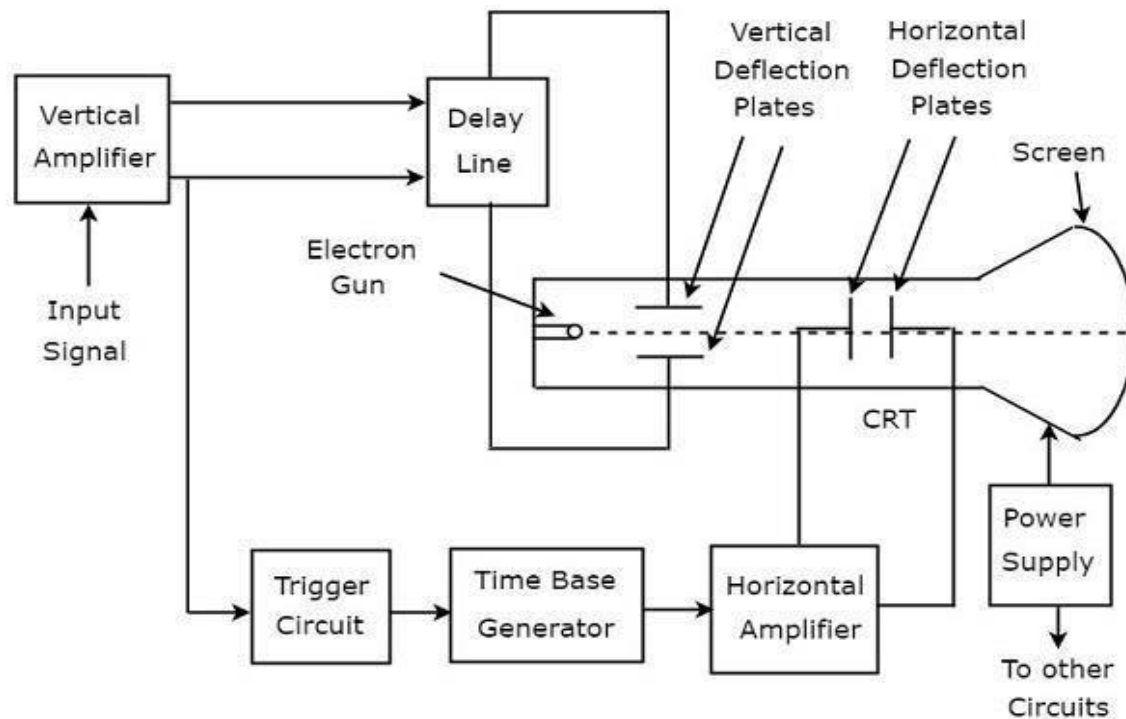 Vertical
Amplifier
Input
Signal
Delay
Line
Electron
Gun
Vertical
Deflection
Plates
Horizontal
Deflection
Plates
Screen
CRT
Trigger
Circuit
Time Base
Generator
Horizontal
Amplifier
Power
Supply
To other
Circuits